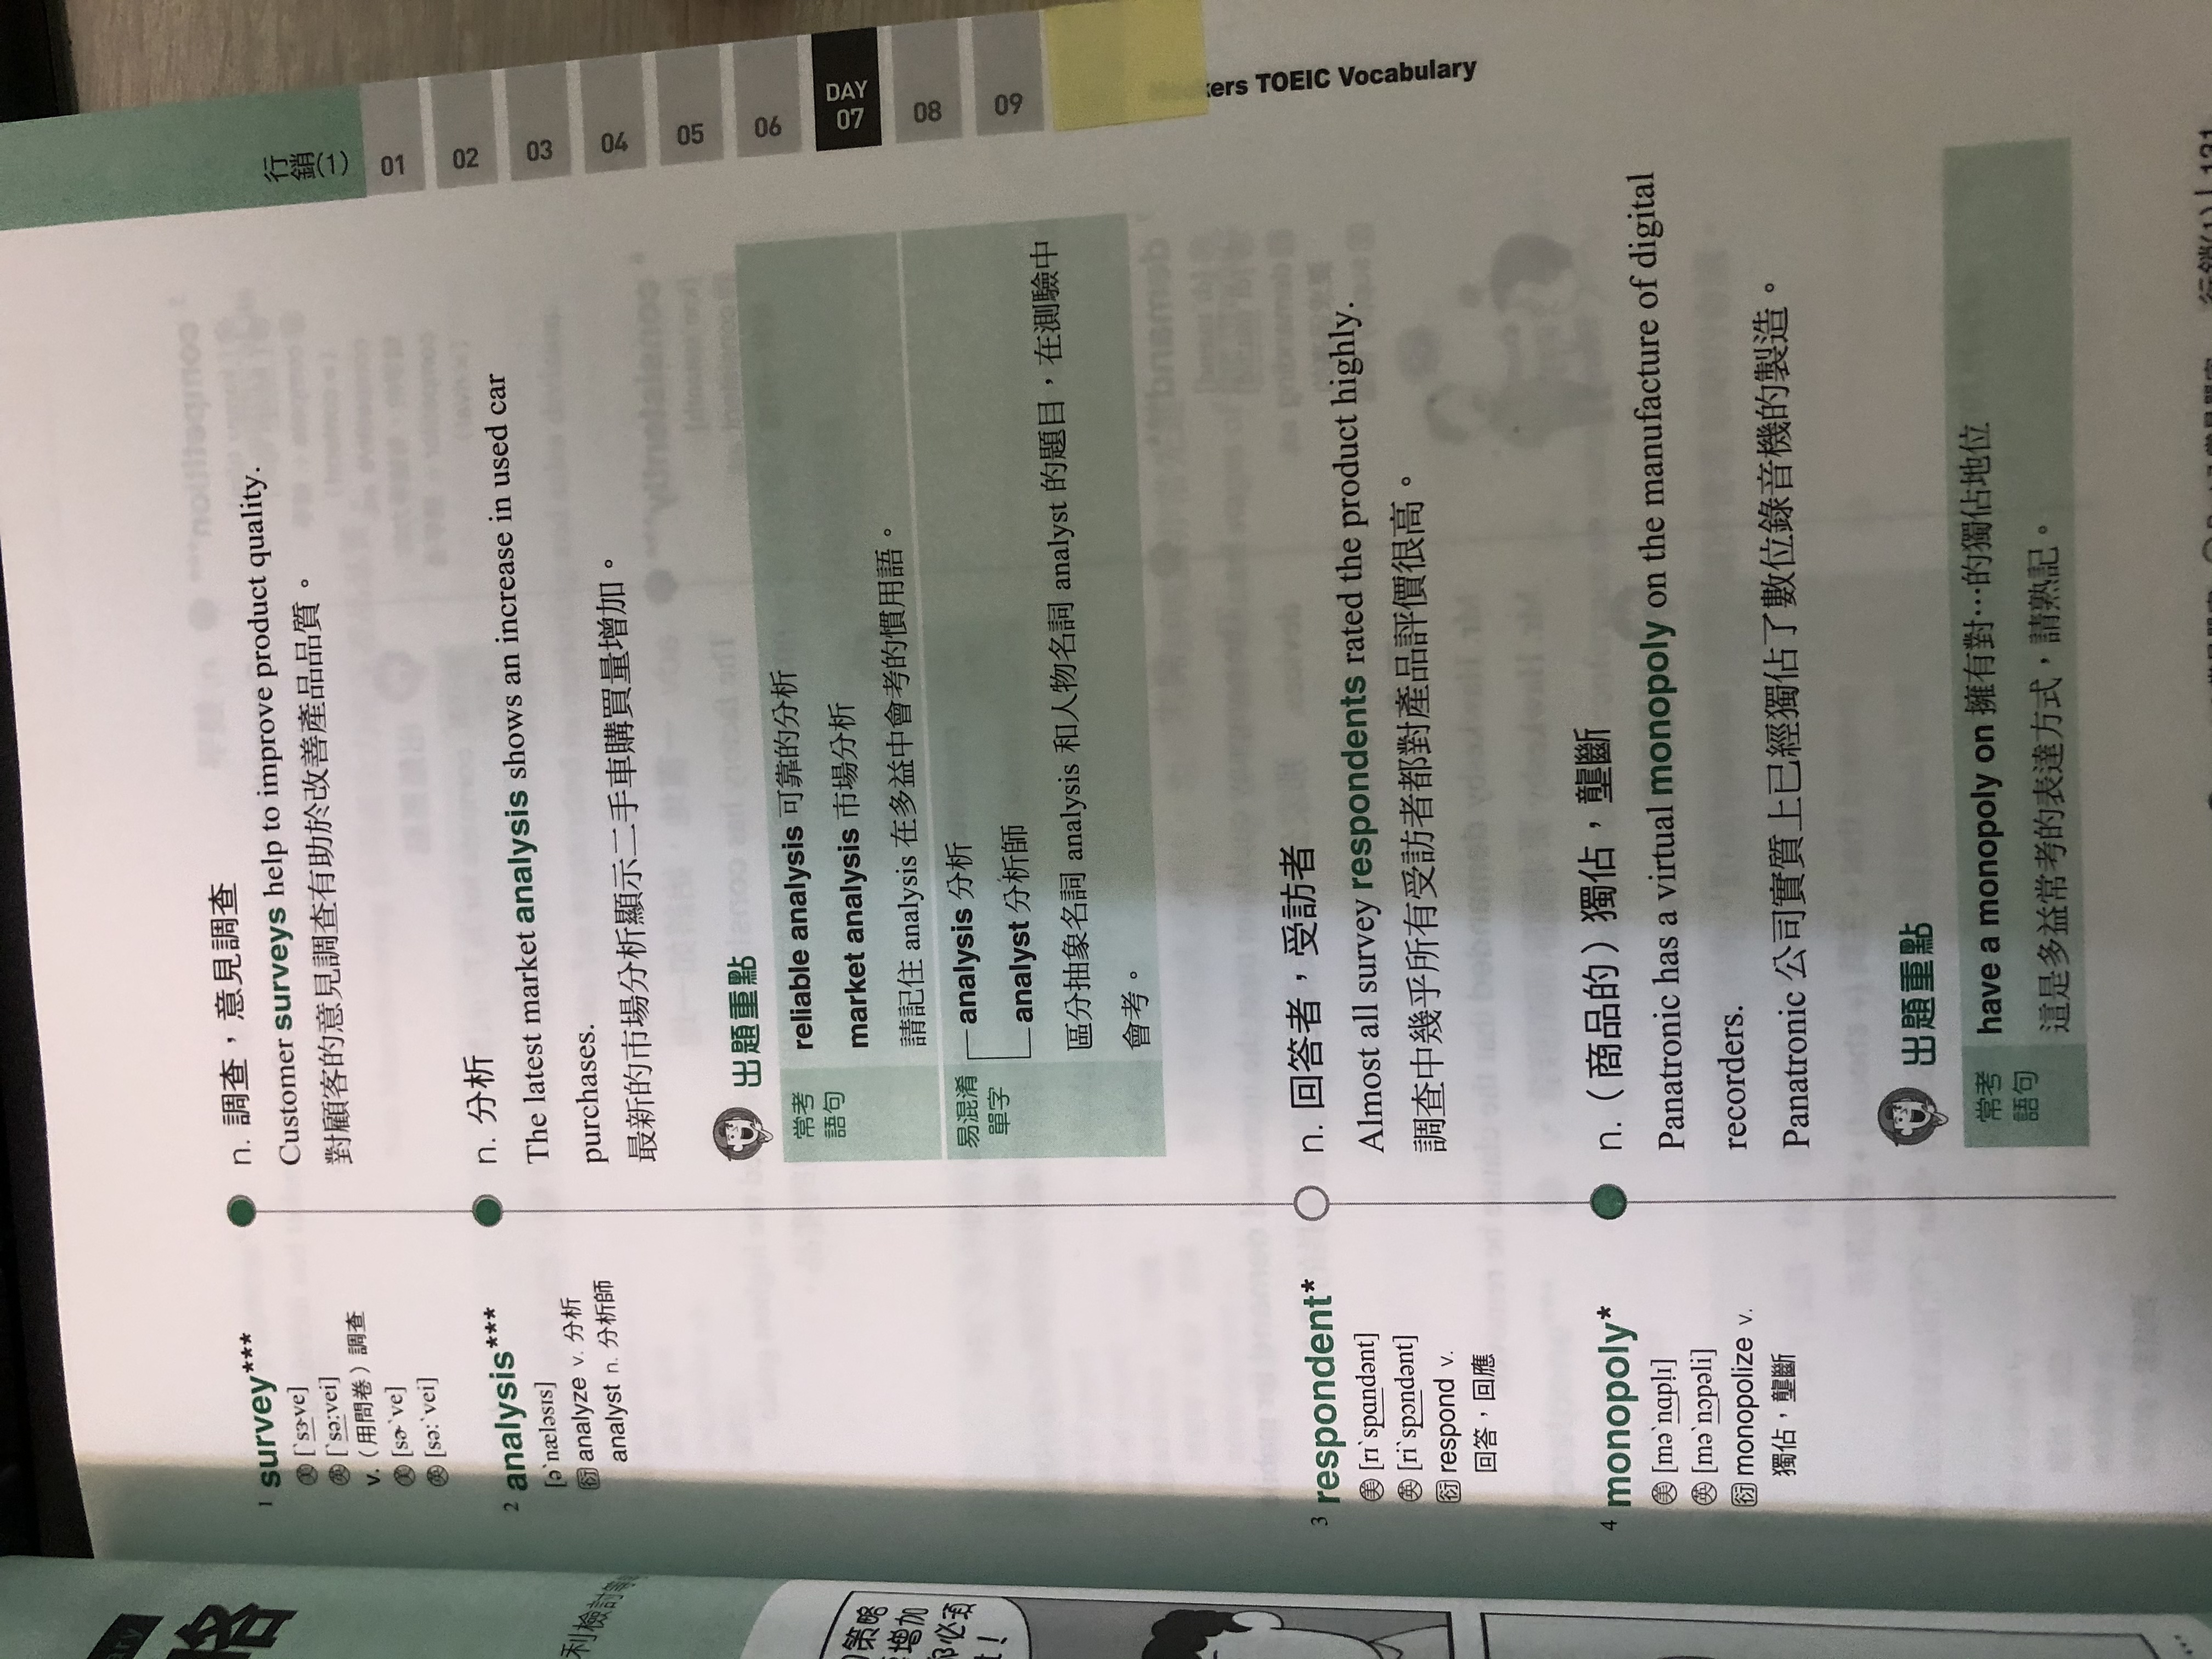 ary
略
利檢討等
策略
增加
必須
！
1 survey***
美 [ˋsɝve]
英 [ˋsəːvei]
v.（用問卷）調查
美 [sɚˋve]
英 [səːˋvei]
n. 調查，意見調查
Customer surveys help to improve product quality.
對顧客的意見調查有助於改善產品品質。
2 analysis***
[əˋnæləsɪs]
衍 analyze v. 分析
analyst n. 分析師
n. 分析
The latest market analysis shows an increase in used car
purchases.
最新的市場分析顯示二手車購買量增加。
出題重點
常考
語句
reliable analysis 可靠的分析
market analysis 市場分析
請記住 analysis 在多益中會考的慣用語。
易混淆
單字
analysis 分析
analyst 分析師
區分抽象名詞 analysis 和人物名詞 analyst 的題目，在測驗中
會考。
3 respondent*
美 [rɪˋspɑndənt]
英 [riˋspɔndənt]
衍 respond v.
回答，回應
n. 回答者，受訪者
Almost all survey respondents rated the product highly.
調查中幾乎所有受訪者都對產品評價很高。
4 monopoly*
美 [məˋnɑpl̩ɪ]
英 [məˋnɔpəli]
衍 monopolize v.
獨佔，壟斷
n.（商品的）獨佔，壟斷
Panatronic has a virtual monopoly on the manufacture of digital
recorders.
Panatronic 公司實質上已經獨佔了數位錄音機的製造。
出題重點
常考
語句
have a monopoly on 擁有對…的獨佔地位
這是多益常考的表達方式，請熟記。
行銷(1)
01
02
03
04
05
06
DAY
07
08
09
ers TOEIC Vocabulary
行銷(1) | 131